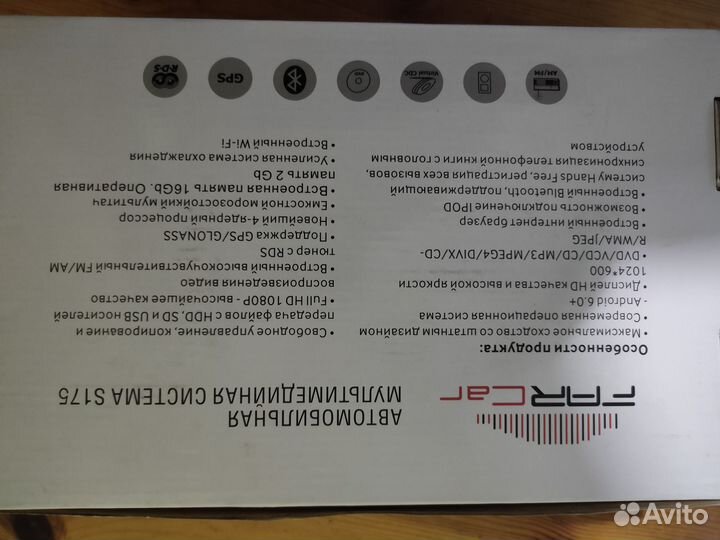 FARCar
АВТОМОБИЛЬНАЯ
МУЛЬТИМЕДИЙНАЯ СИСТЕМА S175
Особенности продукта:
• Максимальное сходство со штатным дизайном
• Современная операционная система
- Android 6.0+
• Дисплей HD качества и высокой яркости
1024*600
• DVD/VCD/CD/MP3/MPEG4/DIVX/CD-
R/WMA/JPEG
• Встроенный интернет браузер
• Возможность подключение IPOD
• Встроенный Bluetooth, поддерживающий
систему Hands Free, регистрация всех вызовов,
синхронизация телефонной книги с головным
устройством
• Свободное управление, копирование и
передача файлов с HDD, SD и USB носителей
• Full HD 1080P - высочайшее качество
воспроизведения видео
• Встроенный высокочувствительный FM/AM
тюнер с RDS
• Поддержка GPS/GLONASS
• Новейший 4-ядерный процессор
• Емкостной морозостойкий мультитач
• Встроенная память 16Gb. Оперативная
память 2 Gb
• Усиленная система охлаждения
• Встроенный Wi-Fi
AM/FM
Virtual CDC
DVD
GPS
R·D·S
Avito